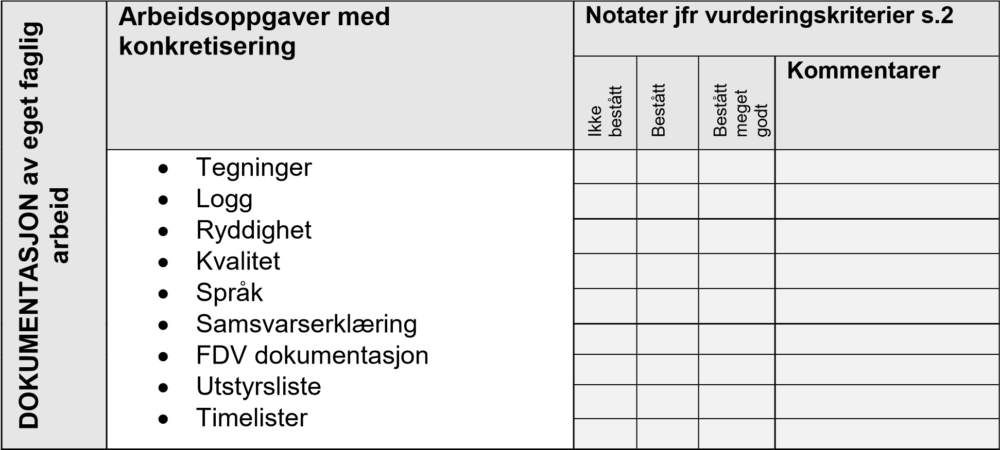 DOKUMENTASJON av eget faglig
arbeid
Arbeidsoppgaver med
konkretisering
Notater jfr vurderingskriterier s.2
Ikke
bestått
Bestått
Bestått
meget
godt
Kommentarer
• Tegninger
• Logg
• Ryddighet
• Kvalitet
• Språk
• Samsvarserklæring
• FDV dokumentasjon
• Utstyrsliste
• Timelister